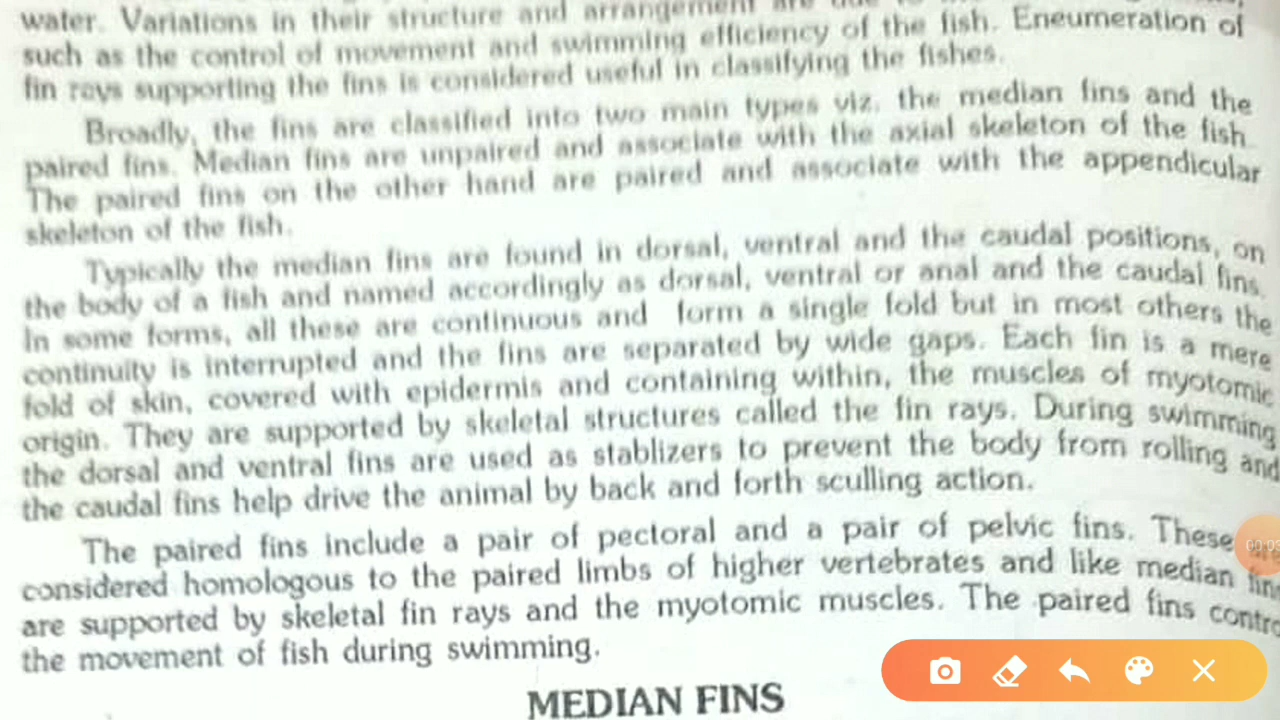 water. Variations in their structure and arrangement are due to
such as the control of movement and swimming efficiency of the fish. Eneumeration of
fin rays supporting the fins is considered useful in classifying the fishes.
Broadly, the fins are classified into two main types viz. the median fins and the
paired fins. Median fins are unpaired and associate with the axial skeleton of the fish
The paired fins on the other hand are paired and associate with the appendicular
skeleton of the fish.
Typically the median fins are found in dorsal, ventral and the caudal positions, on
the body of a fish and named accordingly as dorsal, ventral or anal and the caudal fins.
In some forms, all these are continuous and form a single fold but in most others the
continuity is interrupted and the fins are separated by wide gaps. Each fin is a mere
fold of skin, covered with epidermis and containing within, the muscles of myotomic
origin. They are supported by skeletal structures called the fin rays. During swimming
the dorsal and ventral fins are used as stablizers to prevent the body from rolling and
the caudal fins help drive the animal by back and forth sculling action.
The paired fins include a pair of pectoral and a pair of pelvic fins. These
considered homologous to the paired limbs of higher vertebrates and like median fins
are supported by skeletal fin rays and the myotomic muscles. The paired fins
the movement of fish during swimming.
MEDIAN FINS